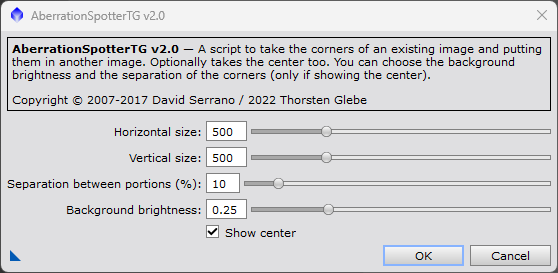 AberrationSpotterTG v2.0
AberrationSpotterTG v2.0 — A script to take the corners of an existing image and putting
them in another image. Optionally takes the center too. You can choose the background
brightness and the separation of the corners (only if showing the center).
Copyright © 2007-2017 David Serrano / 2022 Thorsten Glebe
Horizontal size: 500
Vertical size: 500
Separation between portions (%): 10
Background brightness: 0.25
Show center
OK Cancel